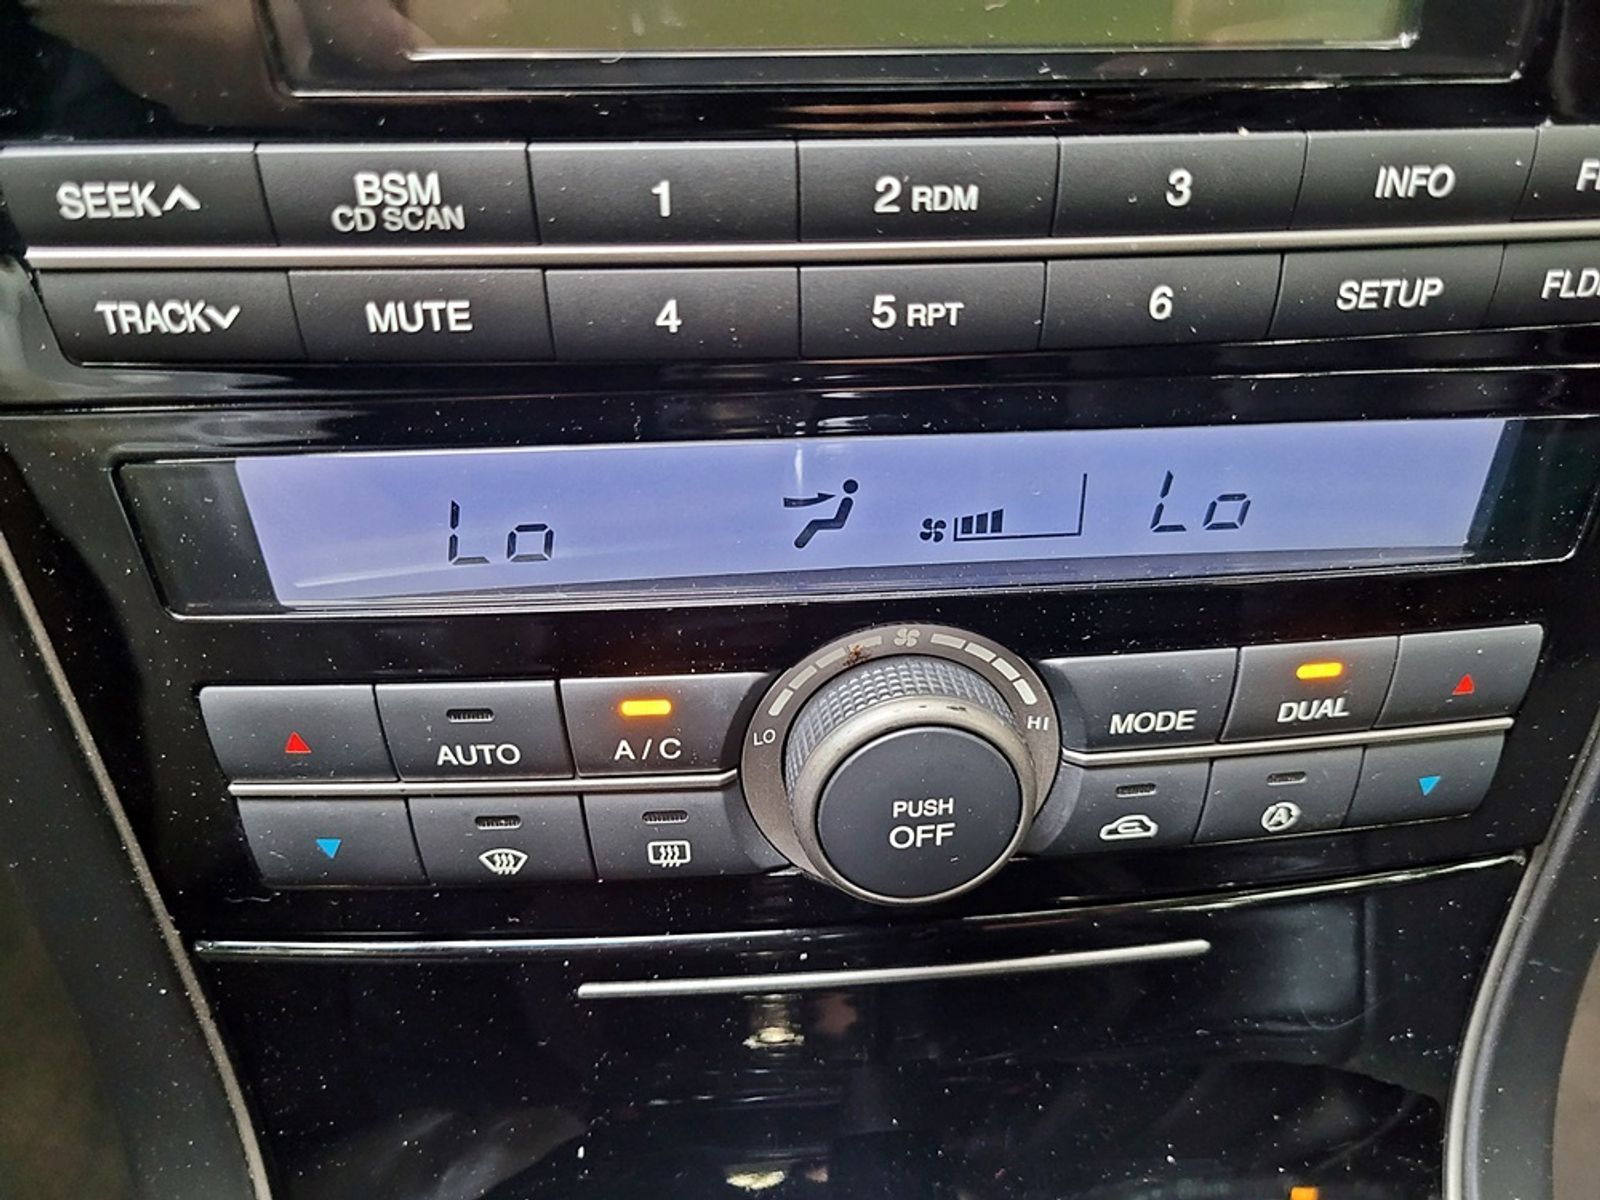 SEEK BSM 1 2 RDM 3 INFO
CD SCAN
TRACK MUTE 4 5 RPT 6 SETUP
Lo Lo
AUTO A/C LO HI MODE DUAL
PUSH
OFF
A